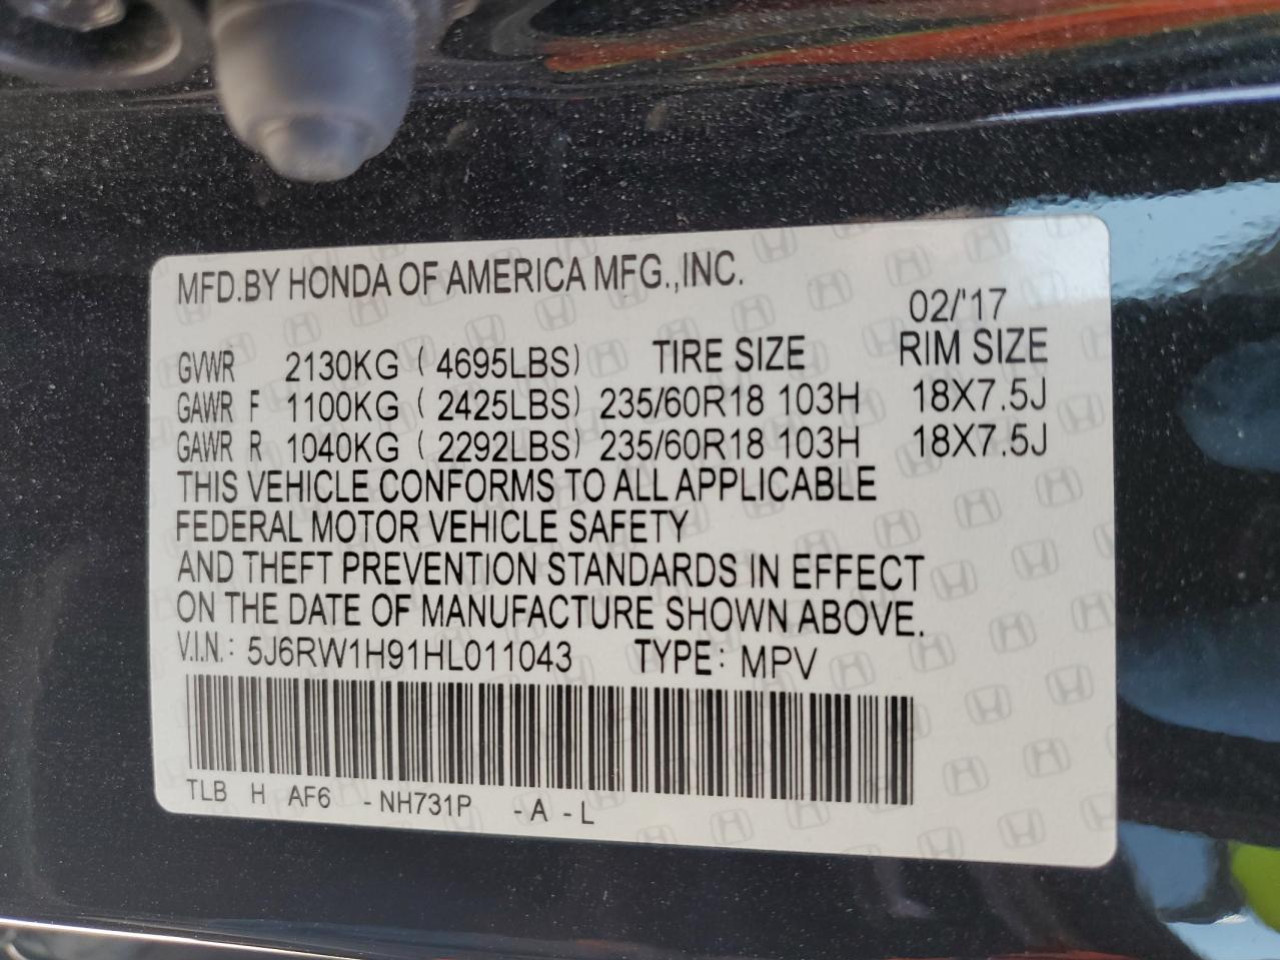 MFD.BY HONDA OF AMERICA MFG.,INC.
02/'17
GVWR 2130KG ( 4695LBS) TIRE SIZE RIM SIZE
GAWR F 1100KG ( 2425LBS) 235/60R18 103H 18X7.5J
GAWR R 1040KG ( 2292LBS) 235/60R18 103H 18X7.5J
THIS VEHICLE CONFORMS TO ALL APPLICABLE
FEDERAL MOTOR VEHICLE SAFETY
AND THEFT PREVENTION STANDARDS IN EFFECT
ON THE DATE OF MANUFACTURE SHOWN ABOVE.
V.I.N.: 5J6RW1H91HL011043 TYPE: MPV
TLB H AF6 -NH731P -A -L